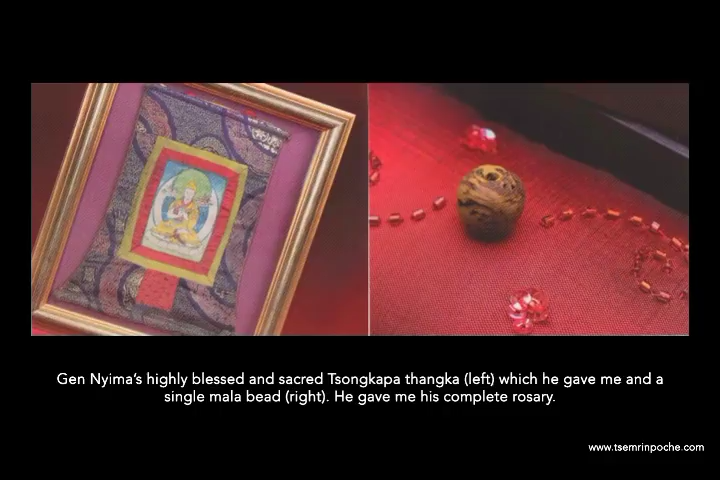 Gen Nyima's highly blessed and sacred Tsongkapa thangka (left) which he gave me and a
single mala bead (right). He gave me his complete rosary.
www.tsemrinpoche.com